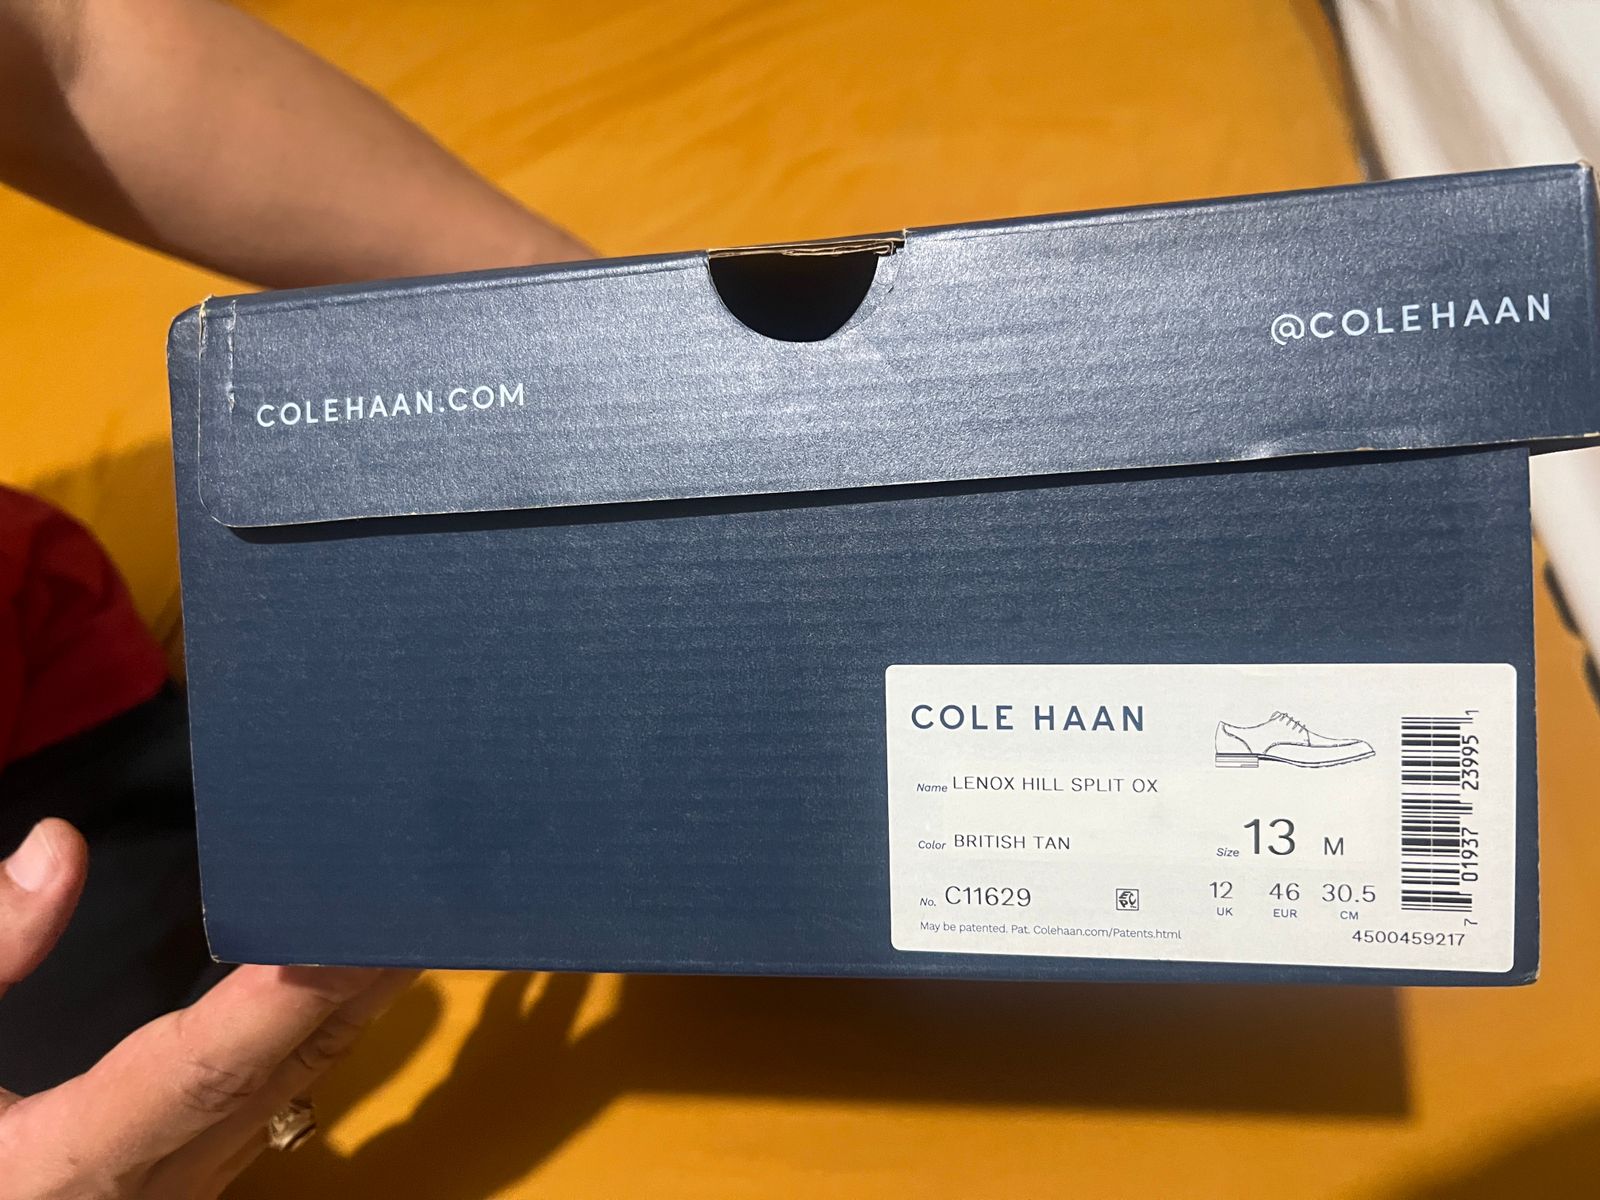 COLEHAAN.COM
@COLEHAAN
COLE HAAN
Name LENOX HILL SPLIT OX
Color BRITISH TAN
Size 13 M
No. C11629
12 46 30.5
UK EUR CM
May be patented. Pat. Colehaan.com/Patents.html
7 01937 23995 1
4500459217